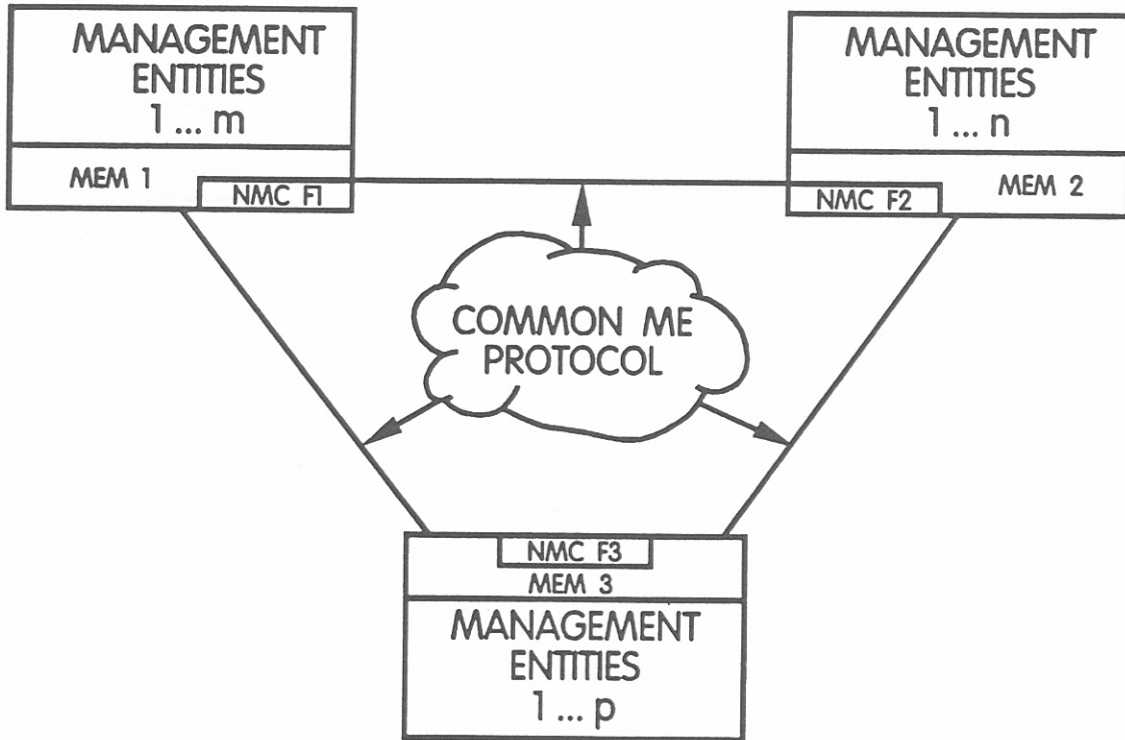 MANAGEMENT
ENTITIES
1 ... m
MEM 1
NMC F1
MANAGEMENT
ENTITIES
1 ... n
MEM 2
NMC F2
COMMON ME
PROTOCOL
NMC F3
MEM 3
MANAGEMENT
ENTITIES
1 ... p